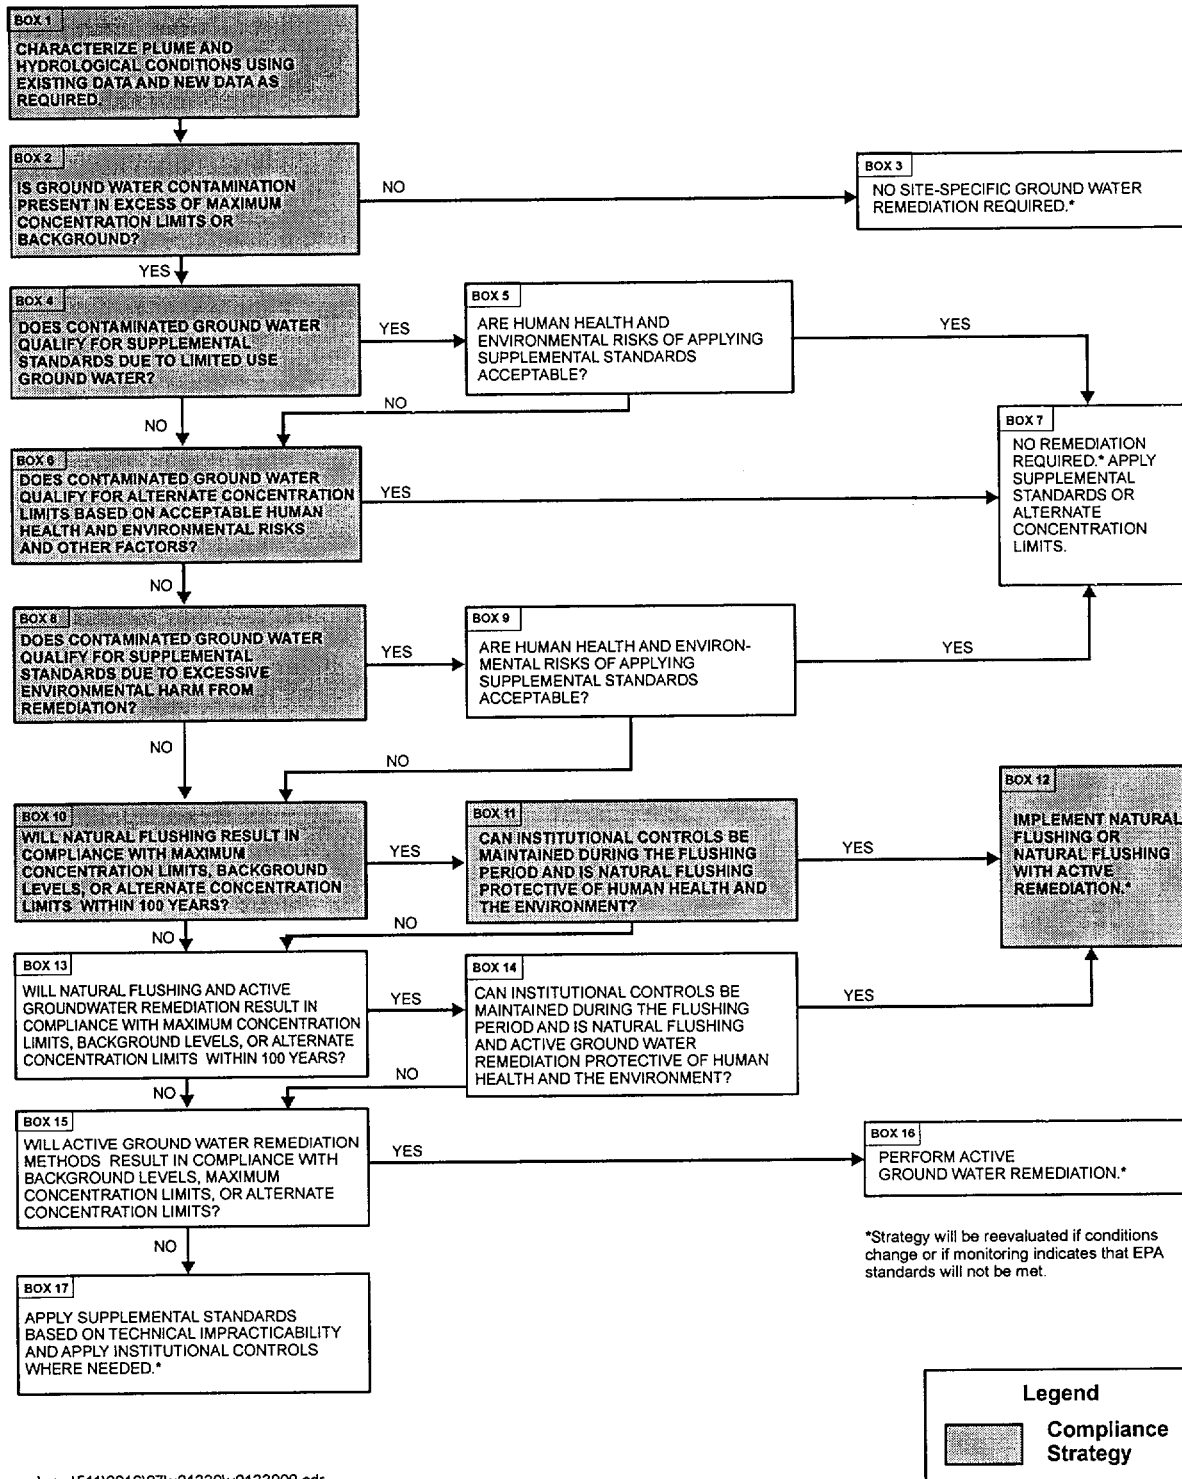 BOX 1
CHARACTERIZE PLUME AND
HYDROLOGICAL CONDITIONS USING
EXISTING DATA AND NEW DATA AS
REQUIRED.
BOX 2
IS GROUND WATER CONTAMINATION
PRESENT IN EXCESS OF MAXIMUM
CONCENTRATION LIMITS OR
BACKGROUND?
NO
BOX 3
NO SITE-SPECIFIC GROUND WATER
REMEDIATION REQUIRED.*
YES
BOX 4
DOES CONTAMINATED GROUND WATER
QUALIFY FOR SUPPLEMENTAL
STANDARDS DUE TO LIMITED USE
GROUND WATER?
YES
BOX 5
ARE HUMAN HEALTH AND
ENVIRONMENTAL RISKS OF APPLYING
SUPPLEMENTAL STANDARDS
ACCEPTABLE?
YES
NO
NO
BOX 6
DOES CONTAMINATED GROUND WATER
QUALIFY FOR ALTERNATE CONCENTRATION
LIMITS BASED ON ACCEPTABLE HUMAN
HEALTH AND ENVIRONMENTAL RISKS
AND OTHER FACTORS?
YES
BOX 7
NO REMEDIATION
REQUIRED.* APPLY
SUPPLEMENTAL
STANDARDS OR
ALTERNATE
CONCENTRATION
LIMITS.
NO
BOX 8
DOES CONTAMINATED GROUND WATER
QUALIFY FOR SUPPLEMENTAL
STANDARDS DUE TO EXCESSIVE
ENVIRONMENTAL HARM FROM
REMEDIATION?
YES
BOX 9
ARE HUMAN HEALTH AND ENVIRON-
MENTAL RISKS OF APPLYING
SUPPLEMENTAL STANDARDS
ACCEPTABLE?
YES
NO
NO
BOX 10
WILL NATURAL FLUSHING RESULT IN
COMPLIANCE WITH MAXIMUM
CONCENTRATION LIMITS, BACKGROUND
LEVELS, OR ALTERNATE CONCENTRATION
LIMITS WITHIN 100 YEARS?
YES
BOX 11
CAN INSTITUTIONAL CONTROLS BE
MAINTAINED DURING THE FLUSHING
PERIOD AND IS NATURAL FLUSHING
PROTECTIVE OF HUMAN HEALTH AND
THE ENVIRONMENT?
YES
BOX 12
IMPLEMENT NATURAL
FLUSHING OR
NATURAL FLUSHING
WITH ACTIVE
REMEDIATION.*
NO
NO
BOX 13
WILL NATURAL FLUSHING AND ACTIVE
GROUNDWATER REMEDIATION RESULT IN
COMPLIANCE WITH MAXIMUM CONCENTRATION
LIMITS, BACKGROUND LEVELS, OR ALTERNATE
CONCENTRATION LIMITS WITHIN 100 YEARS?
YES
BOX 14
CAN INSTITUTIONAL CONTROLS BE
MAINTAINED DURING THE FLUSHING
PERIOD AND IS NATURAL FLUSHING
AND ACTIVE GROUND WATER
REMEDIATION PROTECTIVE OF HUMAN
HEALTH AND THE ENVIRONMENT?
YES
NO
NO
BOX 15
WILL ACTIVE GROUND WATER REMEDIATION
METHODS RESULT IN COMPLIANCE WITH
BACKGROUND LEVELS, MAXIMUM
CONCENTRATION LIMITS, OR ALTERNATE
CONCENTRATION LIMITS?
YES
BOX 16
PERFORM ACTIVE
GROUND WATER REMEDIATION.*
NO
*Strategy will be reevaluated if conditions
change or if monitoring indicates that EPA
standards will not be met.
BOX 17
APPLY SUPPLEMENTAL STANDARDS
BASED ON TECHNICAL IMPRACTICABILITY
AND APPLY INSTITUTIONAL CONTROLS
WHERE NEEDED.*
Legend
Compliance
Strategy